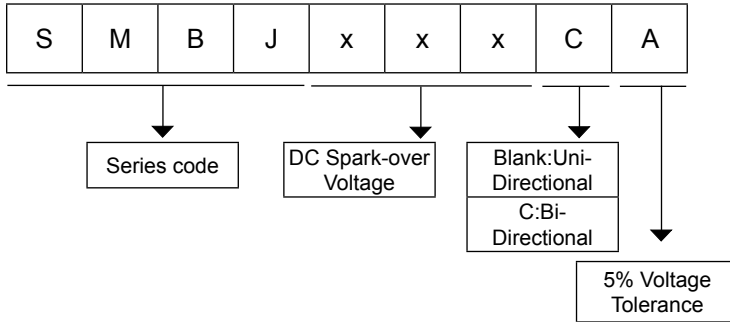 S M B J x x x C A
Series code
DC Spark-over
Voltage
Blank:Uni-
Directional
C:Bi-
Directional
5% Voltage
Tolerance